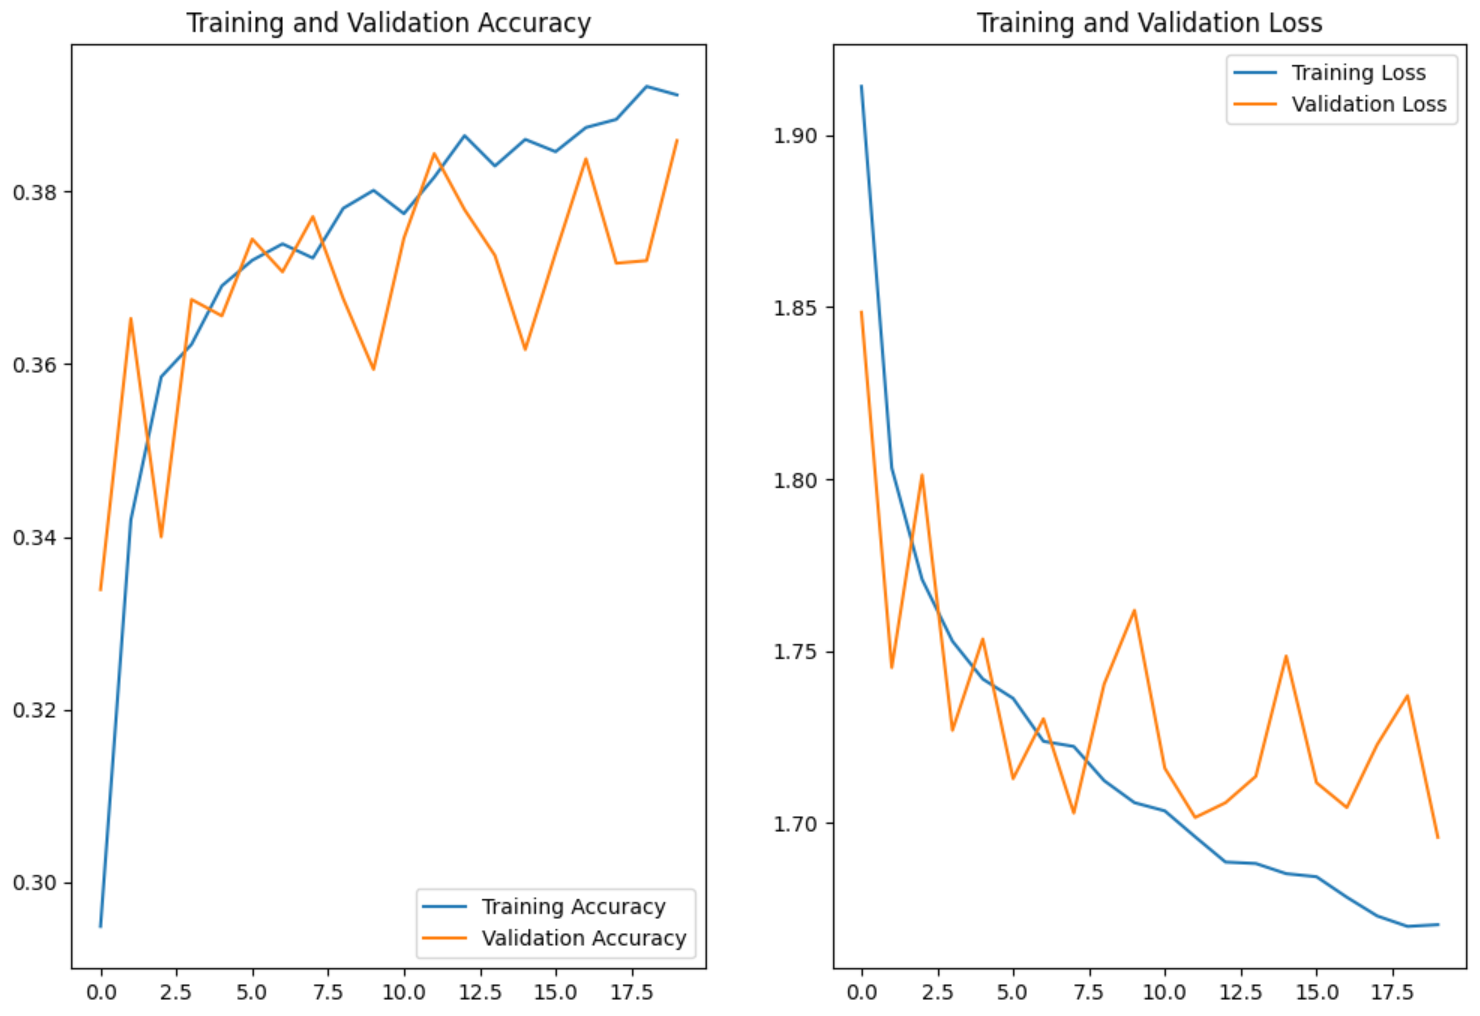 Training and Validation Accuracy
0.38
0.36
0.34
0.32
0.30
Training Accuracy
Validation Accuracy
0.0 2.5 5.0 7.5 10.0 12.5 15.0 17.5
Training and Validation Loss
Training Loss
Validation Loss
1.90
1.85
1.80
1.75
1.70
0.0 2.5 5.0 7.5 10.0 12.5 15.0 17.5